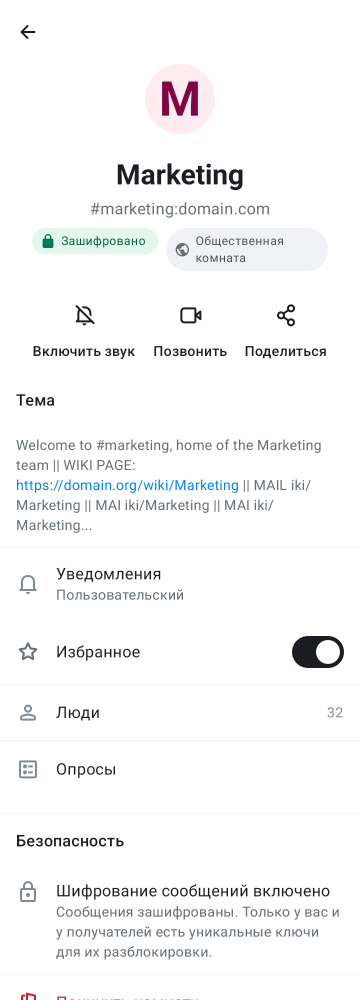 M
Marketing
#marketing:domain.com
Зашифровано
Общественная
комната
Включить звук
Позвонить
Поделиться
Тема
Welcome to #marketing, home of the Marketing
team || WIKI PAGE:
https://domain.org/wiki/Marketing || MAIL iki/
Marketing || MAI iki/Marketing || MAI iki/
Marketing...
Уведомления
Пользовательский
Избранное
Люди
32
Опросы
Безопасность
Шифрование сообщений включено
Сообщения зашифрованы. Только у вас и
у получателей есть уникальные ключи
для их разблокировки.